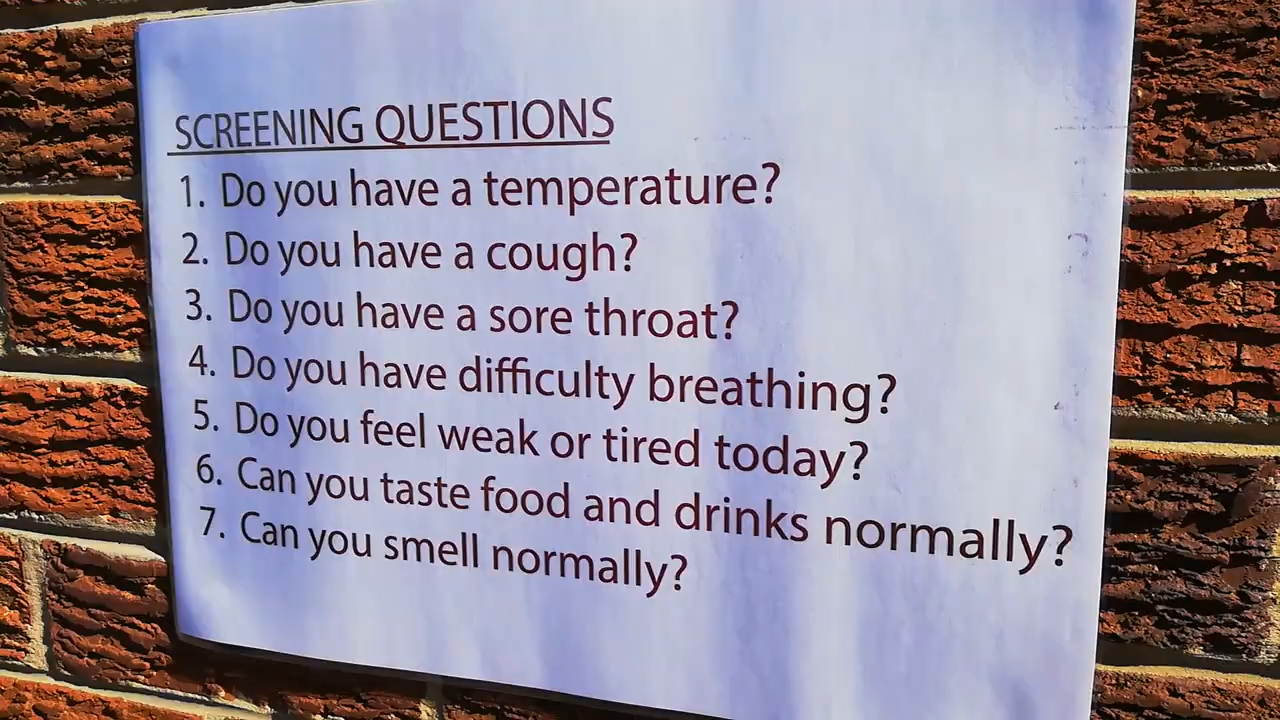 SCREENING QUESTIONS
1. Do you have a temperature?
2. Do you have a cough?
3. Do you have a sore throat?
4. Do you have difficulty breathing?
5. Do you feel weak or tired today?
6. Can you taste food and drinks normally?
7. Can you smell normally?